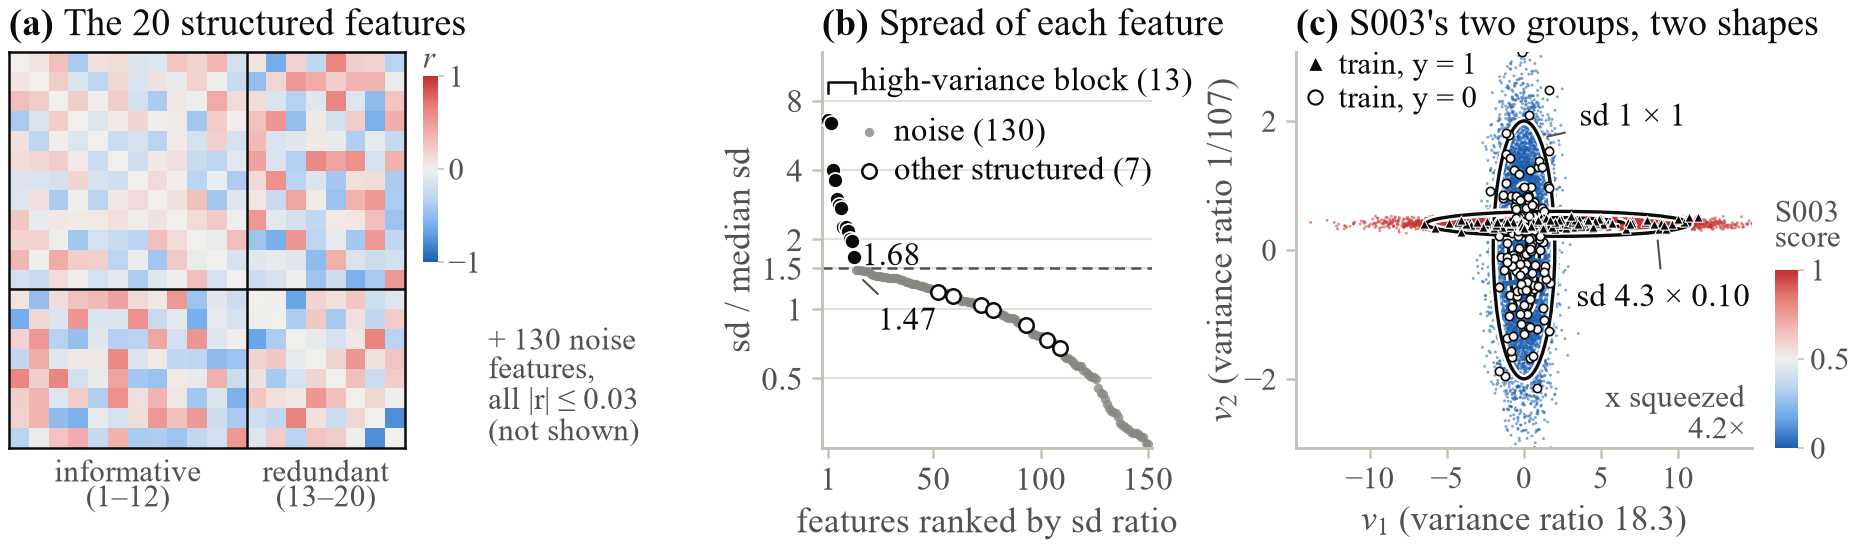 (a) The 20 structured features
r
1
0
−1
+ 130 noise
features,
all |r| ≤ 0.03
(not shown)
informative
(1–12)
redundant
(13–20)
(b) Spread of each feature
high-variance block (13)
noise (130)
other structured (7)
1.68
1.47
8
4
2
1.5
1
0.5
sd / median sd
1
50
100
150
features ranked by sd ratio
(c) S003's two groups, two shapes
train, y = 1
train, y = 0
sd 1 × 1
sd 4.3 × 0.10
x squeezed
4.2×
2
0
−2
v2 (variance ratio 1/107)
−10
−5
0
5
10
v1 (variance ratio 18.3)
S003
score
1
0.5
0